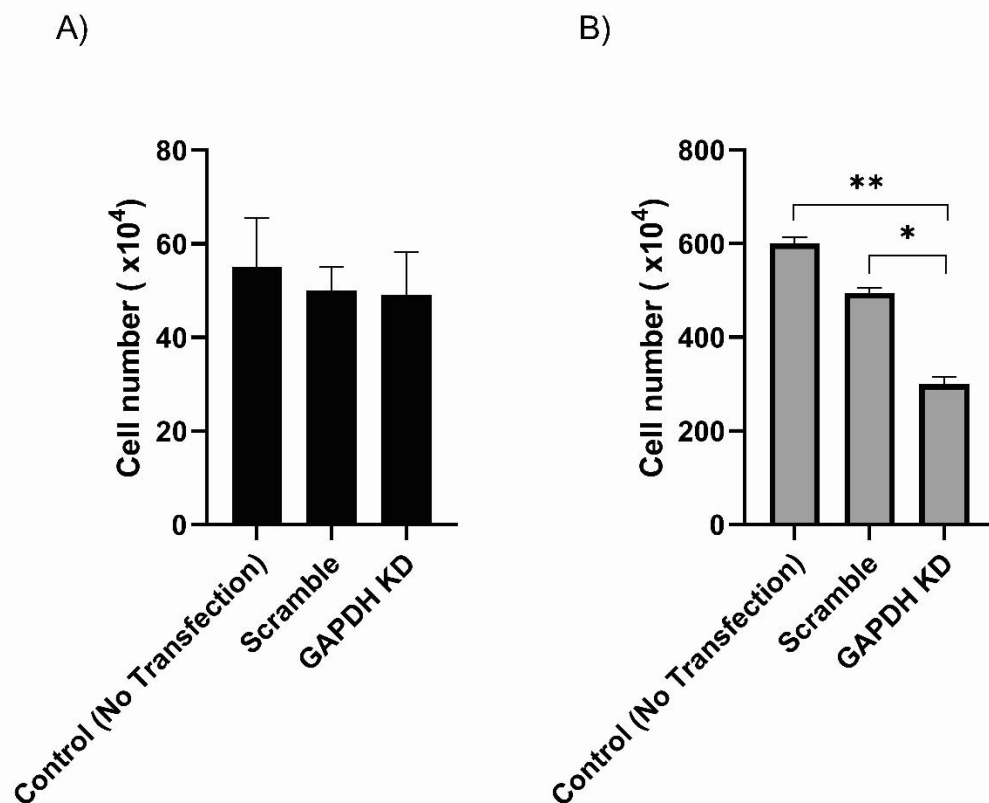 A)
Cell number ( x10⁴)
80
60
40
20
0
Control (No Transfection)
Scramble
GAPDH KD
B)
Cell number ( x10⁴)
800
600
400
200
0
**
*
Control (No Transfection)
Scramble
GAPDH KD